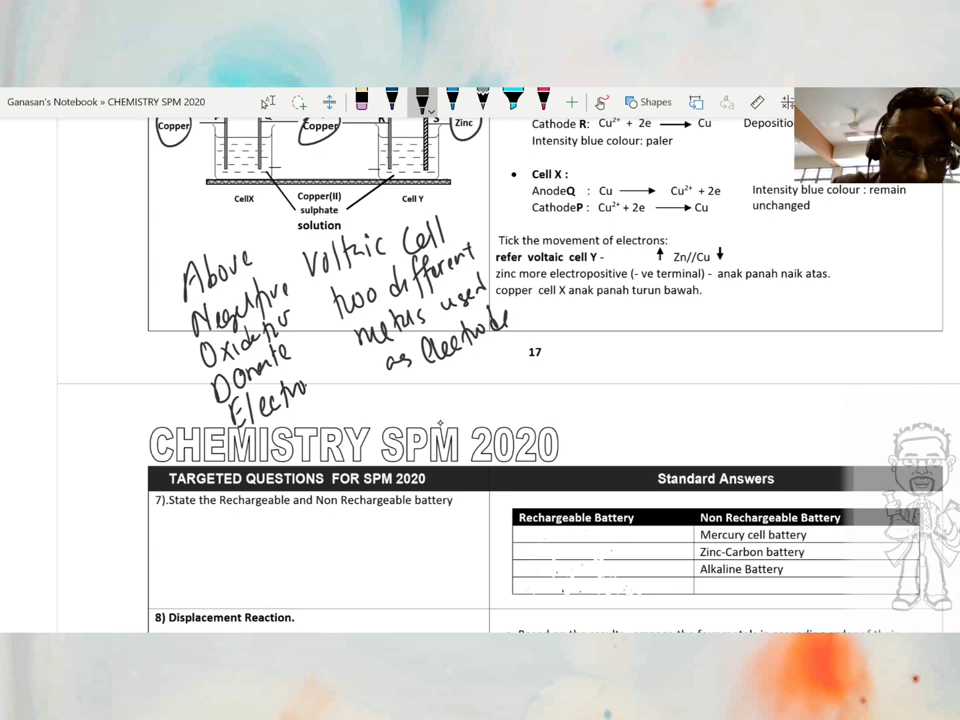 Ganasan's Notebook » CHEMISTRY SPM 2020
Shapes
Copper
Copper
Zinc
CellX
Copper(II)
sulphate
solution
Cell Y
Above
Negative
Donate
Electro
Voltaic Cell
two different
metals used
as Electrode
Cathode R: Cu²⁺ + 2e ⟶ Cu
Intensity blue colour: paler
• Cell X :
AnodeQ : Cu ⟶ Cu²⁺ + 2e Intensity blue colour : remain
CathodeP : Cu²⁺ + 2e ⟶ Cu unchanged
Tick the movement of electrons:
refer voltaic cell Y - ↑ Zn//Cu ↓
zinc more electropositive (- ve terminal) - anak panah naik atas.
copper cell X anak panah turun bawah.
17
CHEMISTRY SPM 2020
TARGETED QUESTIONS FOR SPM 2020
Standard Answers
7).State the Rechargeable and Non Rechargeable battery
Rechargeable Battery Non Rechargeable Battery
Mercury cell battery
Zinc-Carbon battery
Alkaline Battery
8) Displacement Reaction.